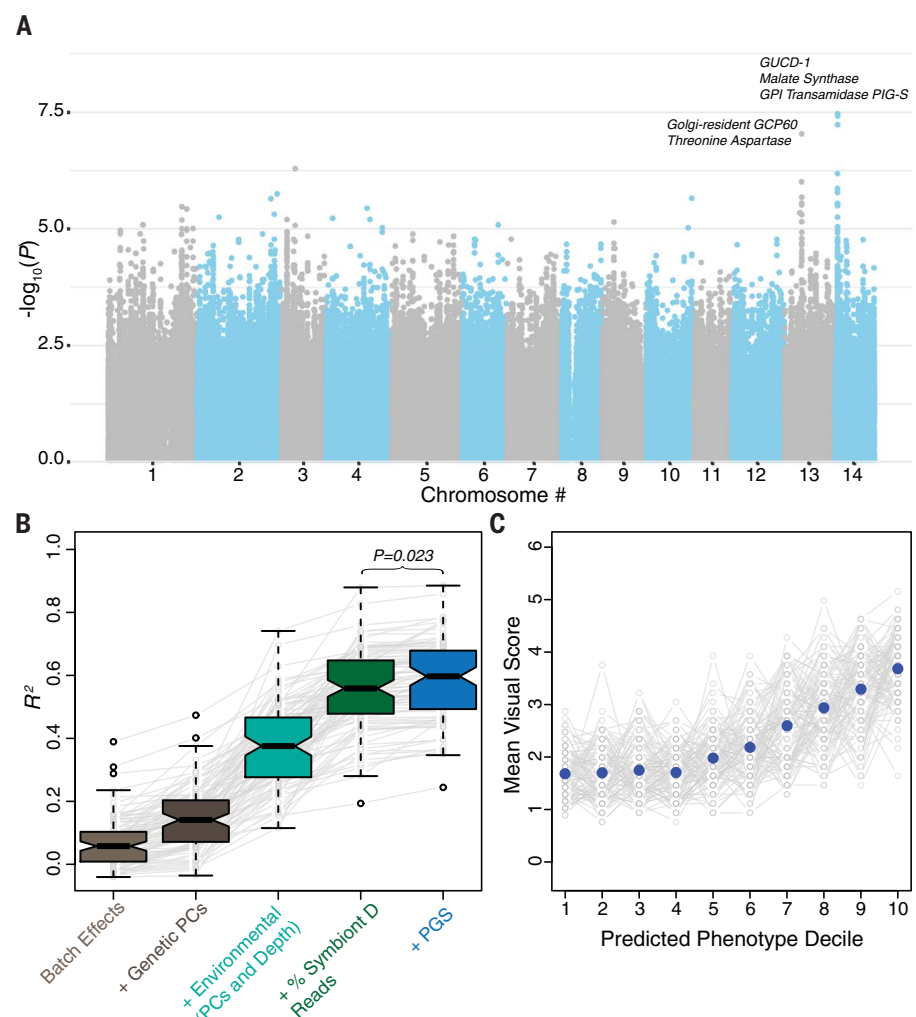 A
GUCD-1
Malate Synthase
GPI Transamidase PIG-S
Golgi-resident GCP60
Threonine Aspartase
7.5
5.0
2.5
0.0
-log10(P)
1 2 3 4 5 6 7 8 9 10 11 12 13 14
Chromosome #
B
P=0.023
1.0
0.8
0.6
0.4
0.2
0.0
R²
Batch Effects
+ Genetic PCs
+ Environmental
(PCs and Depth)
+ % Symbiont D
Reads
+ PGS
C
6
5
4
3
2
1
0
Mean Visual Score
1 2 3 4 5 6 7 8 9 10
Predicted Phenotype Decile